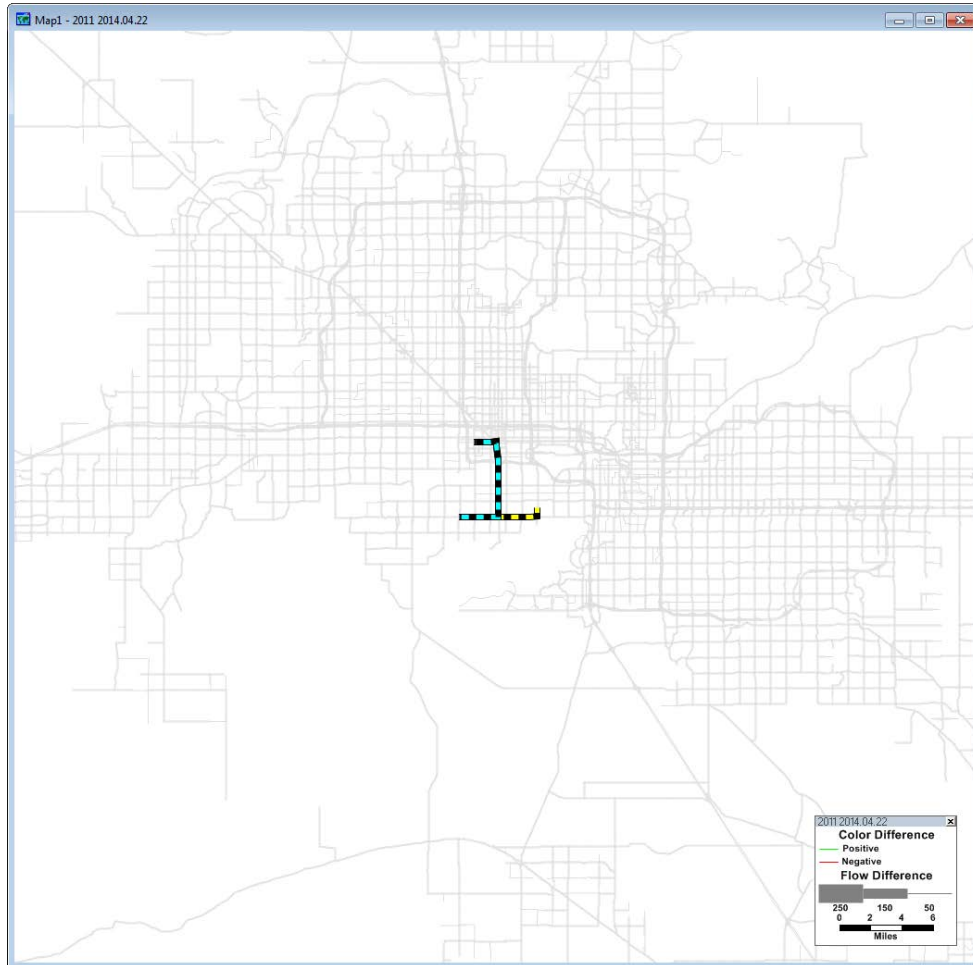 Map1 - 2011 2014.04.22
2011 2014.04.22
Color Difference
Positive
Negative
Flow Difference
250 150 50
0 2 4 6
Miles